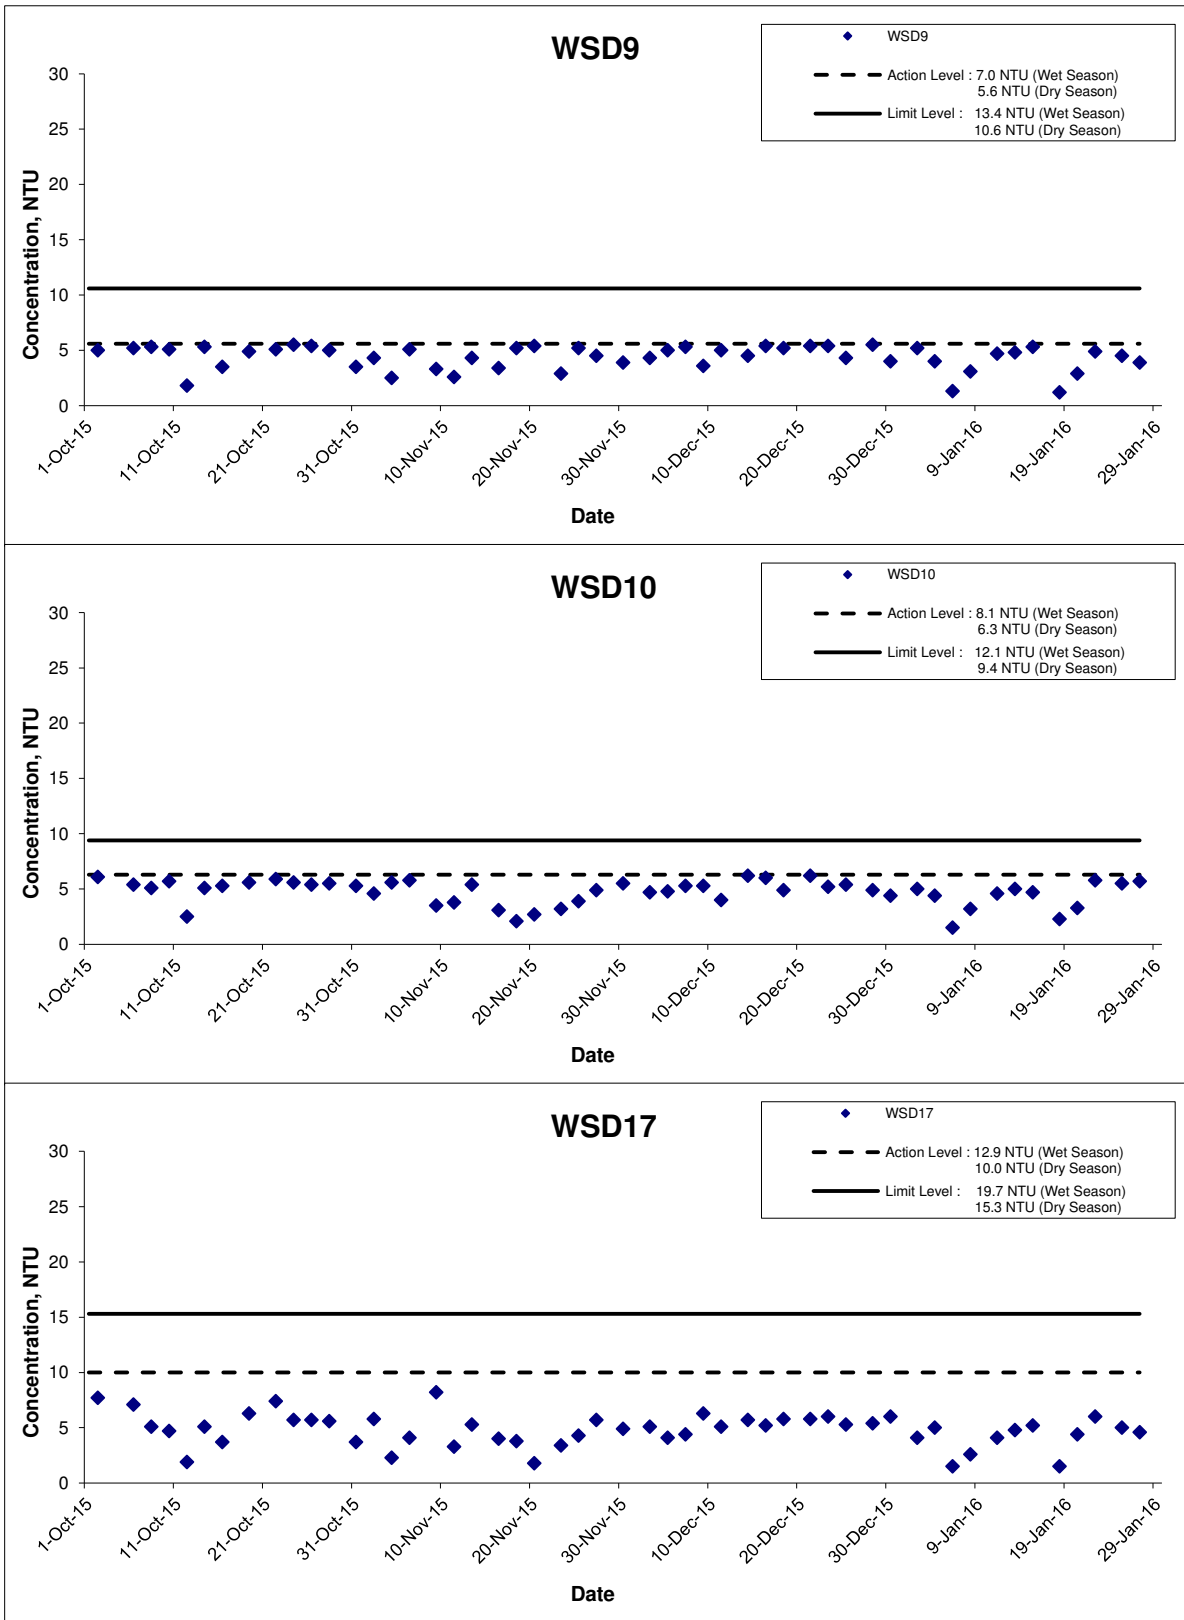 WSD9
WSD9
Action Level : 7.0 NTU (Wet Season)
5.6 NTU (Dry Season)
Limit Level : 13.4 NTU (Wet Season)
10.6 NTU (Dry Season)
Concentration, NTU
30
25
20
15
10
5
0
1-Oct-15
11-Oct-15
21-Oct-15
31-Oct-15
10-Nov-15
20-Nov-15
30-Nov-15
10-Dec-15
20-Dec-15
30-Dec-15
9-Jan-16
19-Jan-16
29-Jan-16
Date
WSD10
WSD10
Action Level : 8.1 NTU (Wet Season)
6.3 NTU (Dry Season)
Limit Level : 12.1 NTU (Wet Season)
9.4 NTU (Dry Season)
Concentration, NTU
30
25
20
15
10
5
0
1-Oct-15
11-Oct-15
21-Oct-15
31-Oct-15
10-Nov-15
20-Nov-15
30-Nov-15
10-Dec-15
20-Dec-15
30-Dec-15
9-Jan-16
19-Jan-16
29-Jan-16
Date
WSD17
WSD17
Action Level : 12.9 NTU (Wet Season)
10.0 NTU (Dry Season)
Limit Level : 19.7 NTU (Wet Season)
15.3 NTU (Dry Season)
Concentration, NTU
30
25
20
15
10
5
0
1-Oct-15
11-Oct-15
21-Oct-15
31-Oct-15
10-Nov-15
20-Nov-15
30-Nov-15
10-Dec-15
20-Dec-15
30-Dec-15
9-Jan-16
19-Jan-16
29-Jan-16
Date